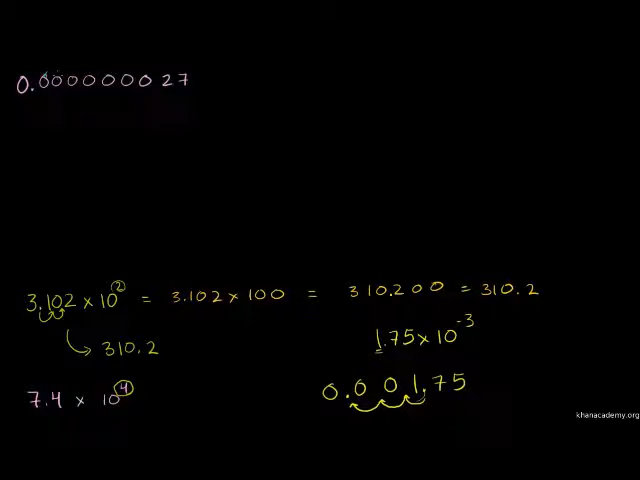 0.000000027
3.102 × 10² = 3.102 × 100 = 310.200 = 310.2
310.2
1.75 × 10⁻³
7.4 × 10⁴
0.001.75
khanacademy.org